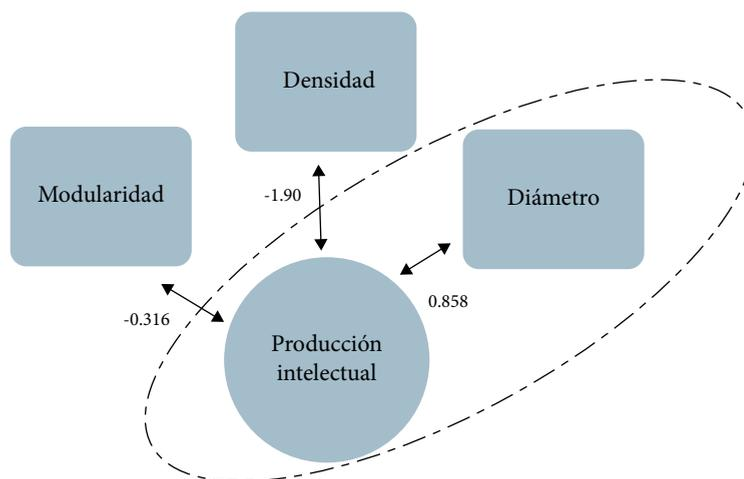 Densidad
Modularidad
-1.90
Diámetro
-0.316
0.858
Producción
intelectual